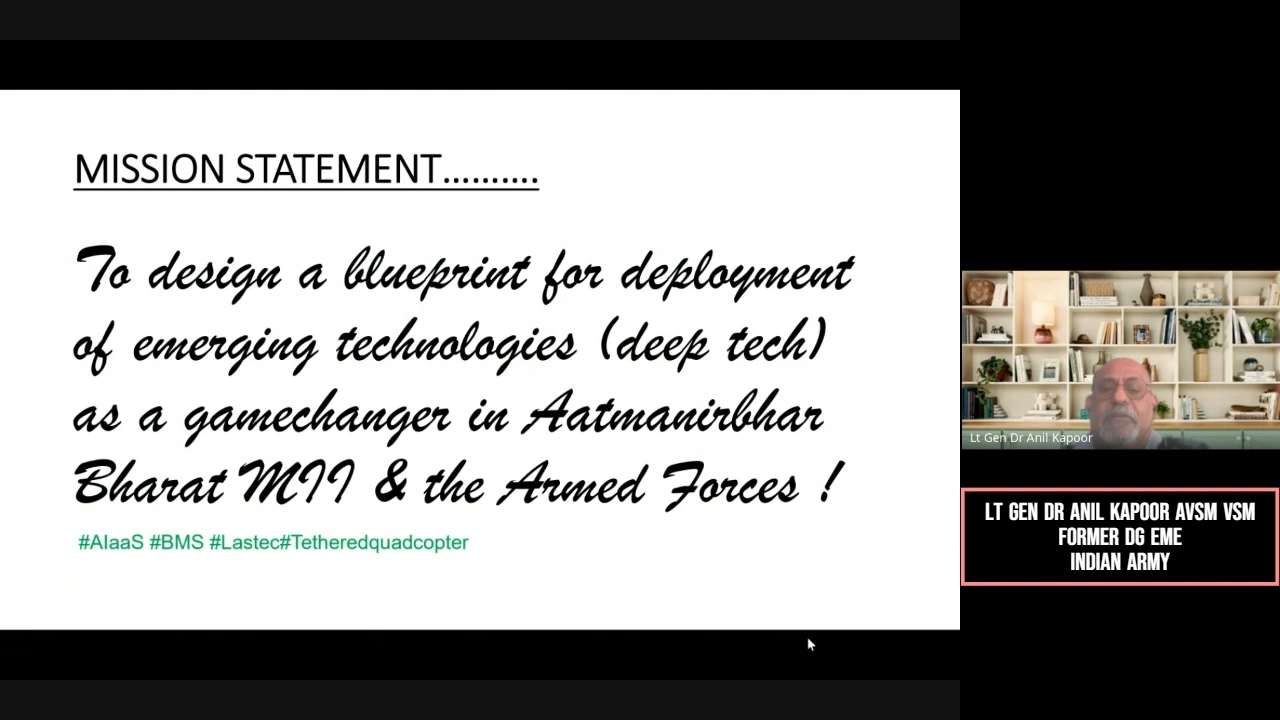 MISSION STATEMENT..........
To design a blueprint for deployment
of emerging technologies (deep tech)
as a gamechanger in Aatmanirbhar
Bharat MII & the Armed Forces !
#AIaaS #BMS #Lastec#Tetheredquadcopter
Lt Gen Dr Anil Kapoor
LT GEN DR ANIL KAPOOR AVSM VSM
FORMER DG EME
INDIAN ARMY